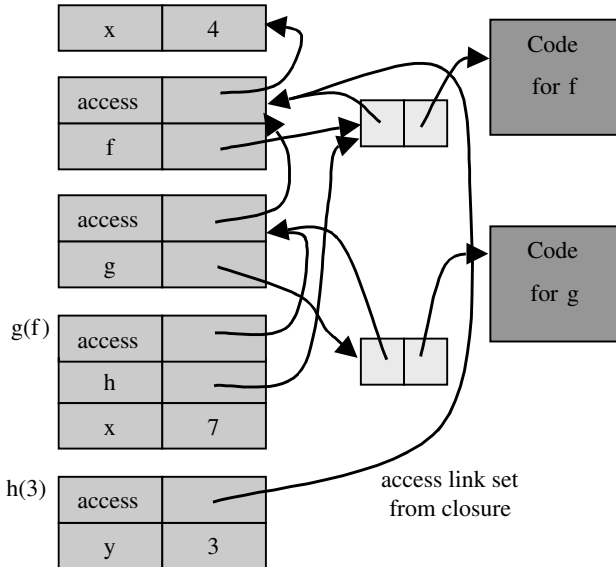 x 4
access
f
access
g
g(f)
access
h
x 7
h(3)
access
y 3
Code
for f
Code
for g
access link set
from closure